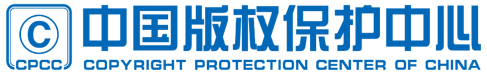 ©
CPCC
中国版权保护中心
COPYRIGHT PROTECTION CENTER OF CHINA